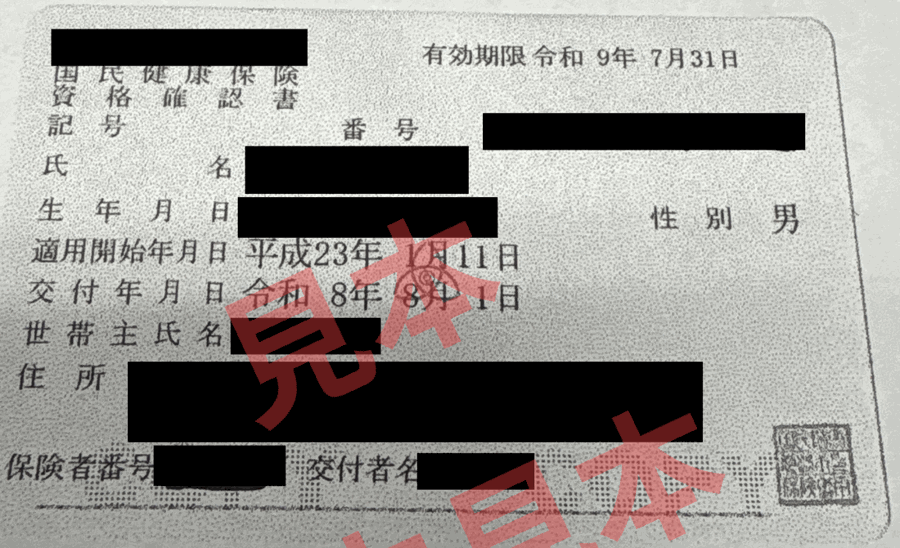 国民健康保険 有効期限 令和 9年 7月31日
資格確認書
記号 番号
氏名
生年月日 性別 男
適用開始年月日 平成23年 1月11日
交付年月日 令和 8年 8月 1日
世帯主氏名
住所
保険者番号 交付者名
見本
見本